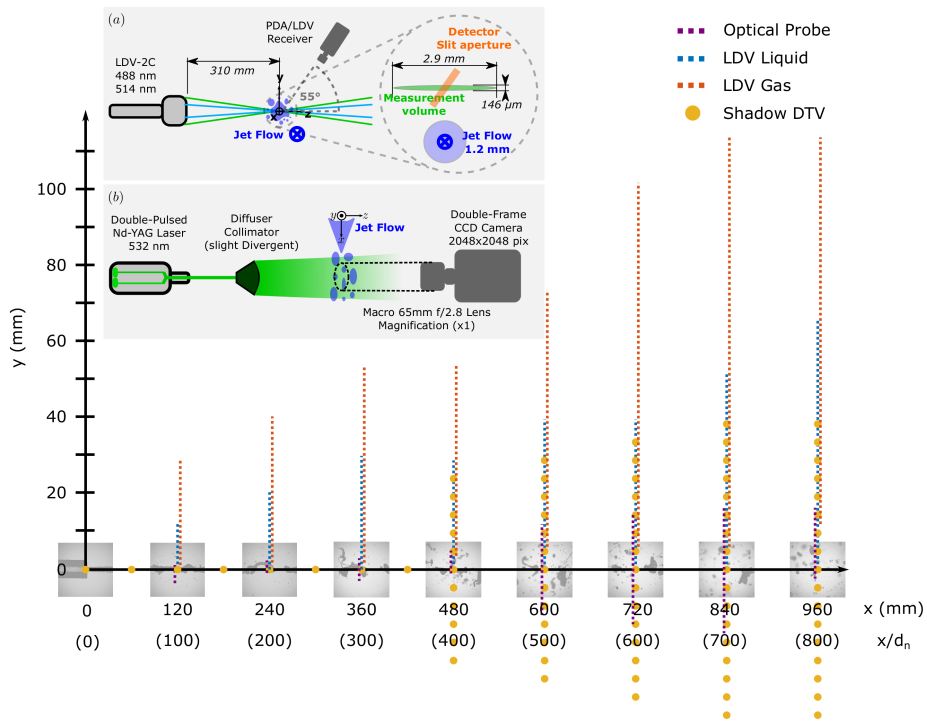 (a)
PDA/LDV
Receiver
LDV-2C
488 nm
514 nm
310 mm
y
55°
x
z
Jet Flow
Detector
Slit aperture
2.9 mm
Measurement
volume
146 μm
Jet Flow
1.2 mm
Optical Probe
LDV Liquid
LDV Gas
Shadow DTV
(b)
Double-Pulsed
Nd-YAG Laser
532 nm
Diffuser
Collimator
(slight Divergent)
y
z
x
Jet Flow
Double-Frame
CCD Camera
2048x2048 pix
Macro 65mm f/2.8 Lens
Magnification (x1)
y (mm)
100
80
60
40
20
0
0 120 240 360 480 600 720 840 960 x (mm)
(0) (100) (200) (300) (400) (500) (600) (700) (800) x/dn